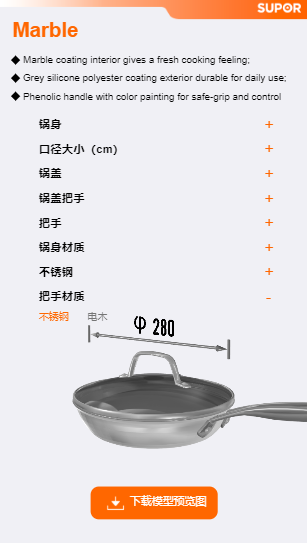 SUPOR
Marble
◆ Marble coating interior gives a fresh cooking feeling;
◆ Grey silicone polyester coating exterior durable for daily use;
◆ Phenolic handle with color painting for safe-grip and control
锅身 +
口径大小（cm） +
锅盖 +
锅盖把手 +
把手 +
锅身材质 +
不锈钢 +
把手材质 -
不锈钢 电木
φ 280
下载模型预览图